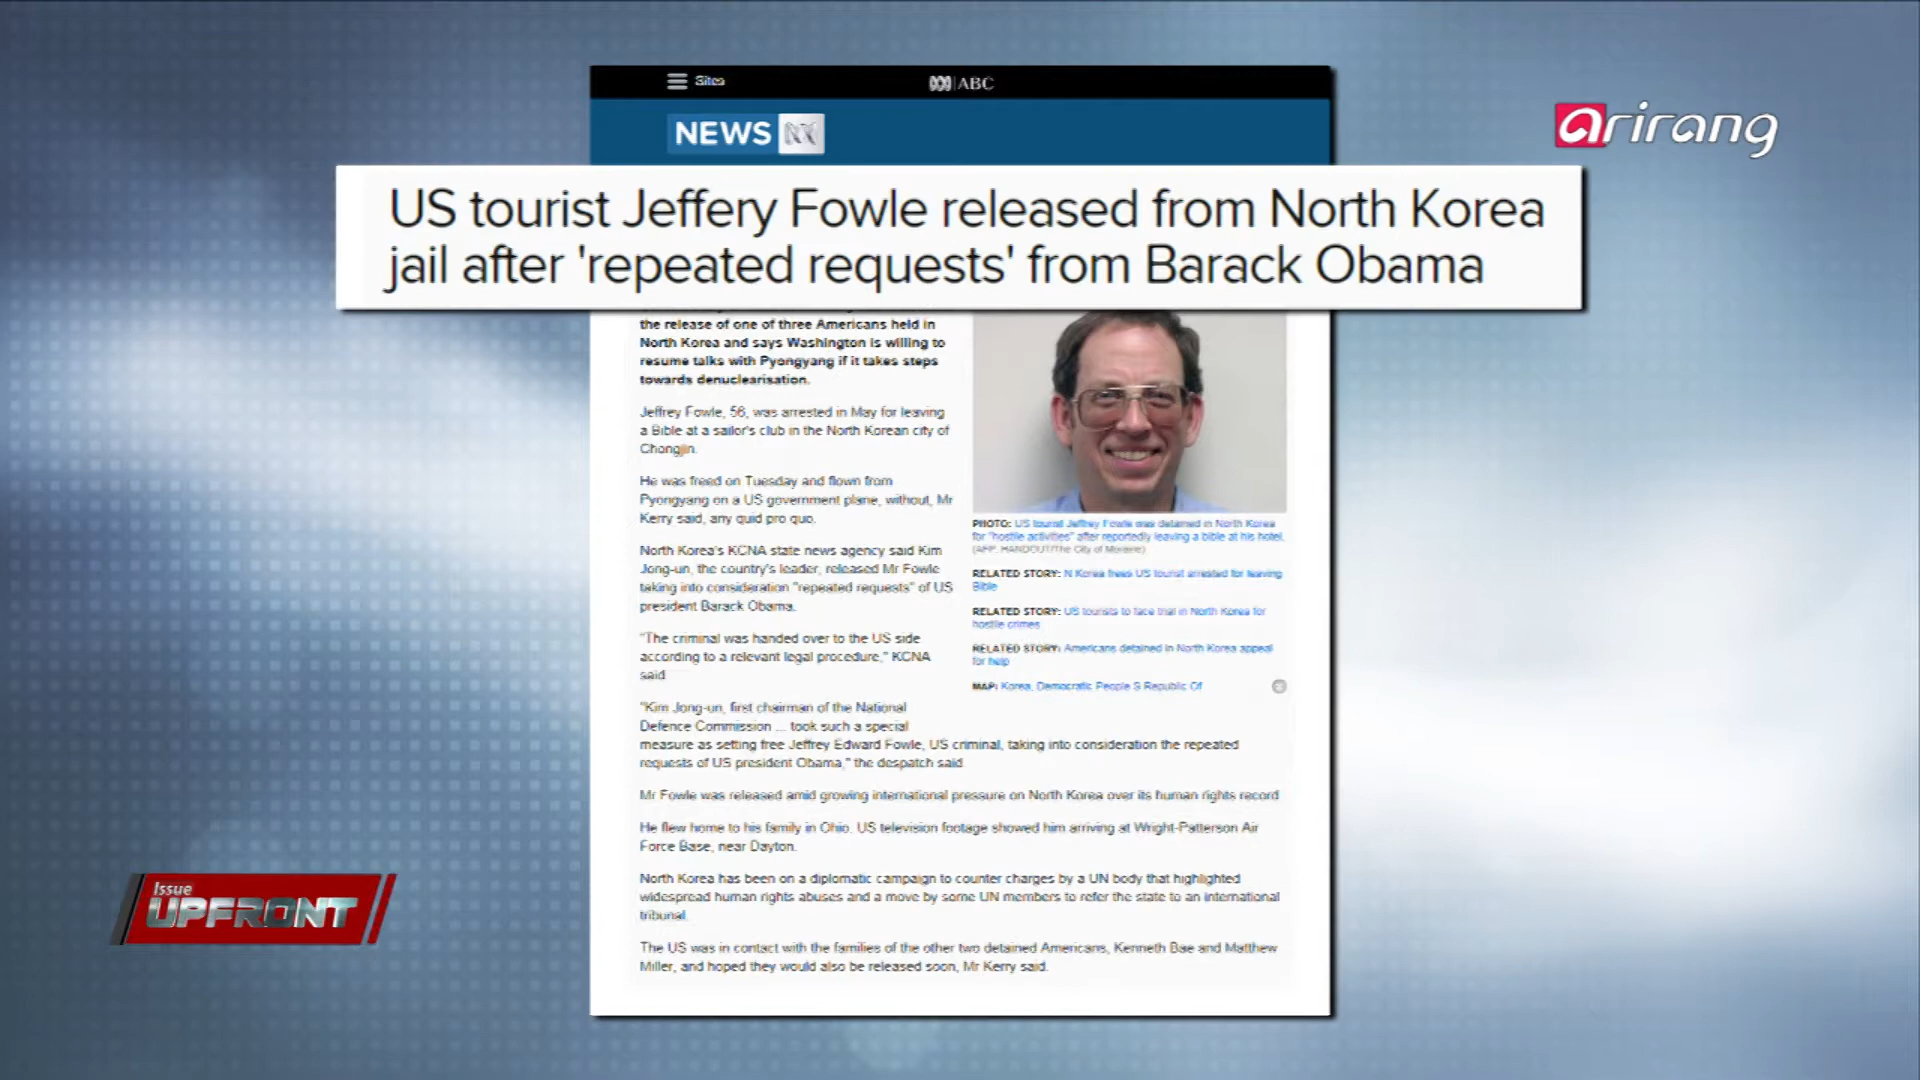 Sites
ABC
arirang
NEWS
US tourist Jeffery Fowle released from North Korea
jail after 'repeated requests' from Barack Obama
the release of one of three Americans held in
North Korea and says Washington is willing to
resume talks with Pyongyang if it takes steps
towards denuclearisation.
Jeffrey Fowle, 56, was arrested in May for leaving
a Bible at a sailor's club in the North Korean city of
Chongjin.
He was freed on Tuesday and flown from
Pyongyang on a US government plane, without, Mr
Kerry said, any quid pro quo.
North Korea's KCNA state news agency said Kim
Jong-un, the country's leader, released Mr Fowle
taking into consideration "repeated requests" of US
president Barack Obama.
"The criminal was handed over to the US side
according to a relevant legal procedure," KCNA
said
"Kim Jong-un, first chairman of the National
Defence Commission ... took such a special
measure as setting free Jeffrey Edward Fowle, US criminal, taking into consideration the repeated
requests of US president Obama," the despatch said
Mr Fowle was released amid growing international pressure on North Korea over its human rights record
He flew home to his family in Ohio. US television footage showed him arriving at Wright-Patterson Air
Force Base, near Dayton.
North Korea has been on a diplomatic campaign to counter charges by a UN body that highlighted
widespread human rights abuses and a move by some UN members to refer the state to an international
tribunal.
The US was in contact with the families of the other two detained Americans, Kenneth Bae and Matthew
Miller, and hoped they would also be released soon, Mr Kerry said.
PHOTO: US tourist Jeffrey Fowle was detained in North Korea
for "hostile activities" after reportedly leaving a bible at his hotel.
(AFP: HANDOUT/The City of Moraine)
RELATED STORY: N Korea frees US tourist arrested for leaving
Bible
RELATED STORY: US tourists to face trial in North Korea for
hostile crimes
RELATED STORY: Americans detained in North Korea appeal
for help
MAP: Korea, Democratic People S Republic Of
Issue
UPFRONT